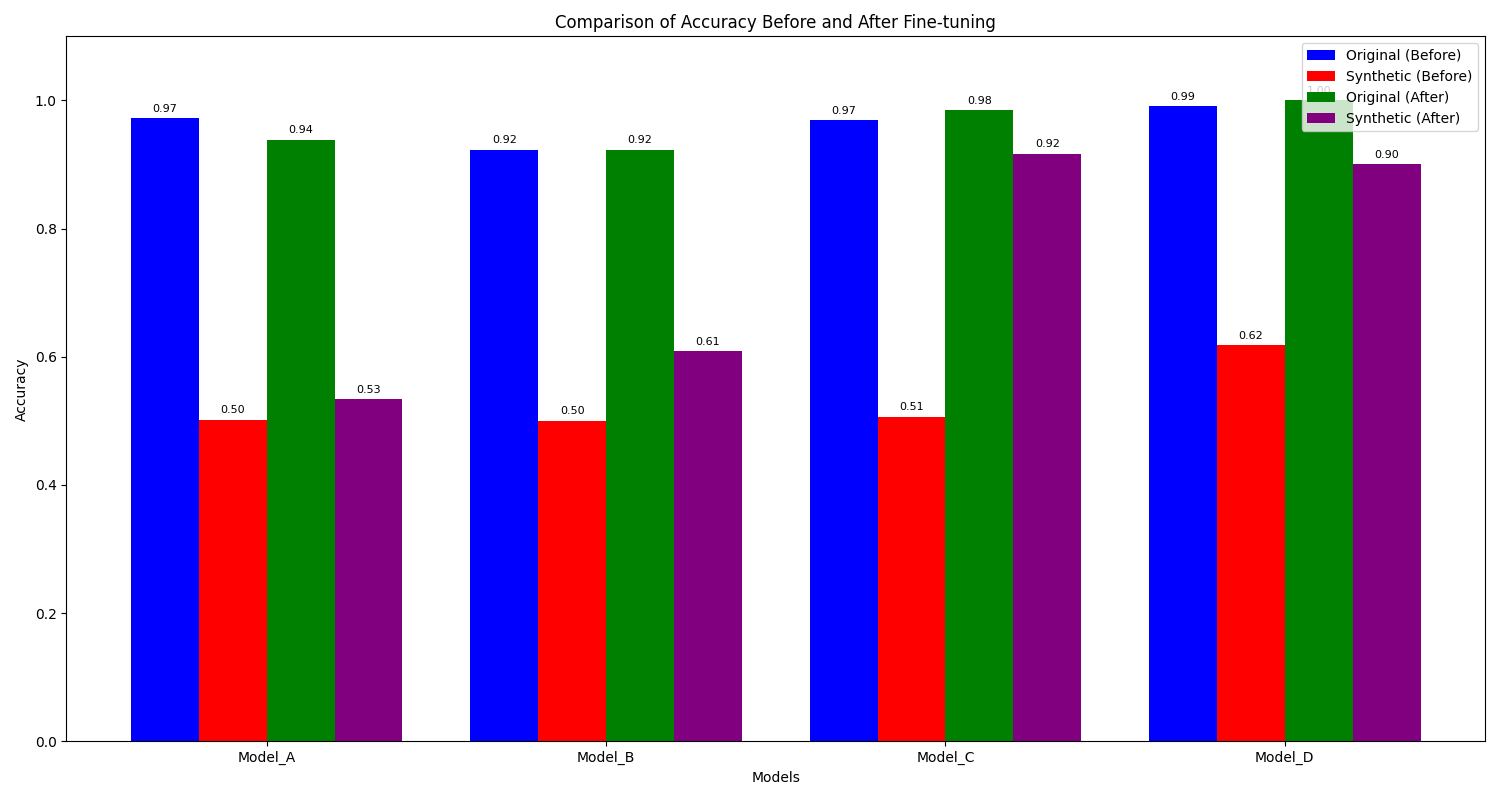 Comparison of Accuracy Before and After Fine-tuning
Original (Before)
Synthetic (Before)
Original (After)
Synthetic (After)
Accuracy
1.0
0.8
0.6
0.4
0.2
0.0
0.97
0.50
0.94
0.53
0.92
0.50
0.92
0.61
0.97
0.51
0.98
0.92
0.99
0.62
1.00
0.90
Model_A
Model_B
Model_C
Model_D
Models